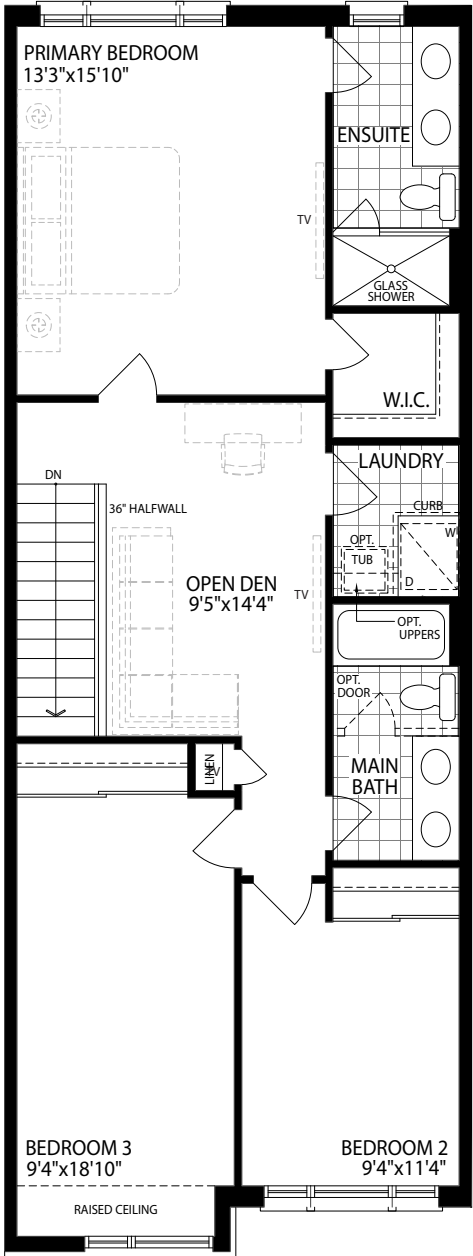 PRIMARY BEDROOM
13'3"x15'10"
ENSUITE
TV
GLASS
SHOWER
W.I.C.
LAUNDRY
DN
36" HALFWALL
CURB
W
OPT.
TUB
D
OPEN DEN
9'5"x14'4"
TV
OPT.
UPPERS
OPT.
DOOR
LINEN
TV
MAIN
BATH
BEDROOM 3
9'4"x18'10"
BEDROOM 2
9'4"x11'4"
RAISED CEILING